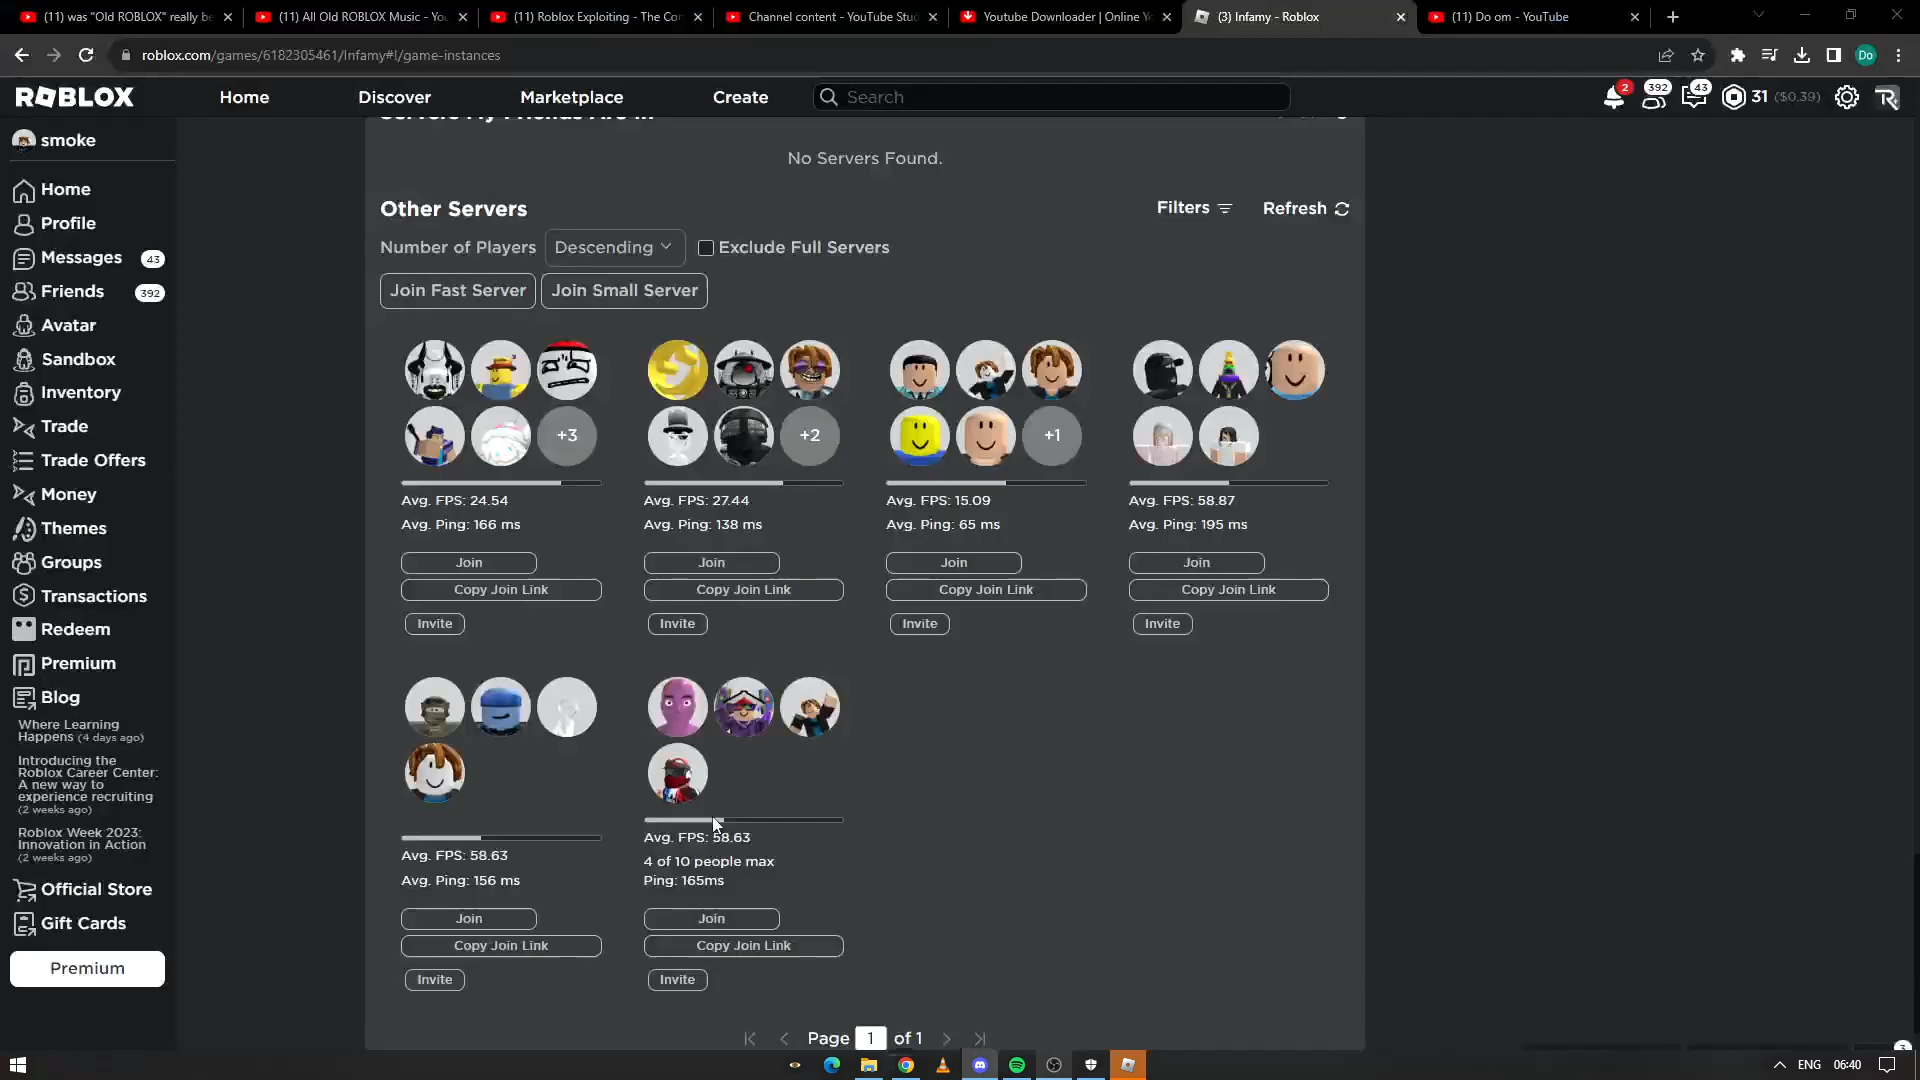 (11) was "Old ROBLOX" really be
(11) All Old ROBLOX Music - You
(11) Roblox Exploiting - The Cor
Channel content - YouTube Stud
Youtube Downloader | Online Yo
(3) Infamy - Roblox
(11) Do om - YouTube
roblox.com/games/6182305461/Infamy#!/game-instances
Do
ROBLOX
Home
Discover
Marketplace
Create
Search
2
392
43
31 ($0.39)
smoke
Home
Profile
Messages 43
Friends 392
Avatar
Sandbox
Inventory
Trade
Trade Offers
Money
Themes
Groups
Transactions
Redeem
Premium
Blog
Where Learning
Happens (4 days ago)
Introducing the
Roblox Career Center:
A new way to
experience recruiting
(2 weeks ago)
Roblox Week 2023:
Innovation in Action
(2 weeks ago)
Official Store
Gift Cards
Premium
Servers My Friends Are In
No Servers Found.
Other Servers
Filters
Refresh
Number of Players
Descending
Exclude Full Servers
Join Fast Server
Join Small Server
+3
+2
+1
Avg. FPS: 24.54
Avg. Ping: 166 ms
Join
Copy Join Link
Invite
Avg. FPS: 27.44
Avg. Ping: 138 ms
Join
Copy Join Link
Invite
Avg. FPS: 15.09
Avg. Ping: 65 ms
Join
Copy Join Link
Invite
Avg. FPS: 58.87
Avg. Ping: 195 ms
Join
Copy Join Link
Invite
Avg. FPS: 58.63
Avg. Ping: 156 ms
Join
Copy Join Link
Invite
Avg. FPS: 58.63
4 of 10 people max
Ping: 165ms
Join
Copy Join Link
Invite
Page 1 of 1
3
ENG
06:40